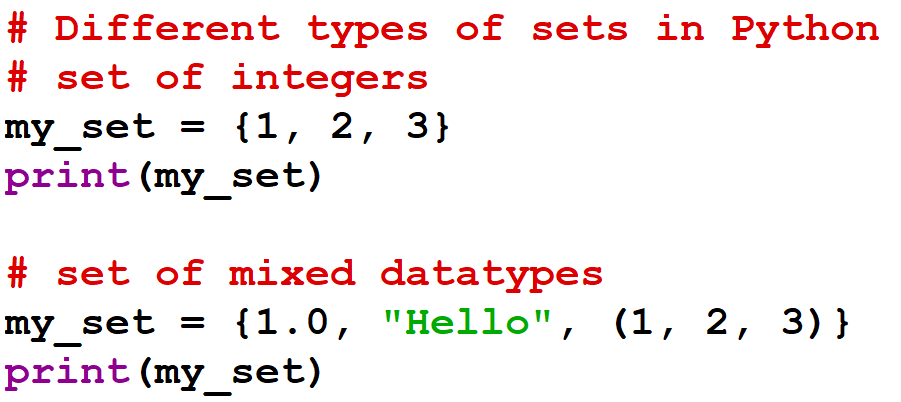 # Different types of sets in Python
# set of integers
my_set = {1, 2, 3}
print(my_set)
# set of mixed datatypes
my_set = {1.0, "Hello", (1, 2, 3)}
print(my_set)